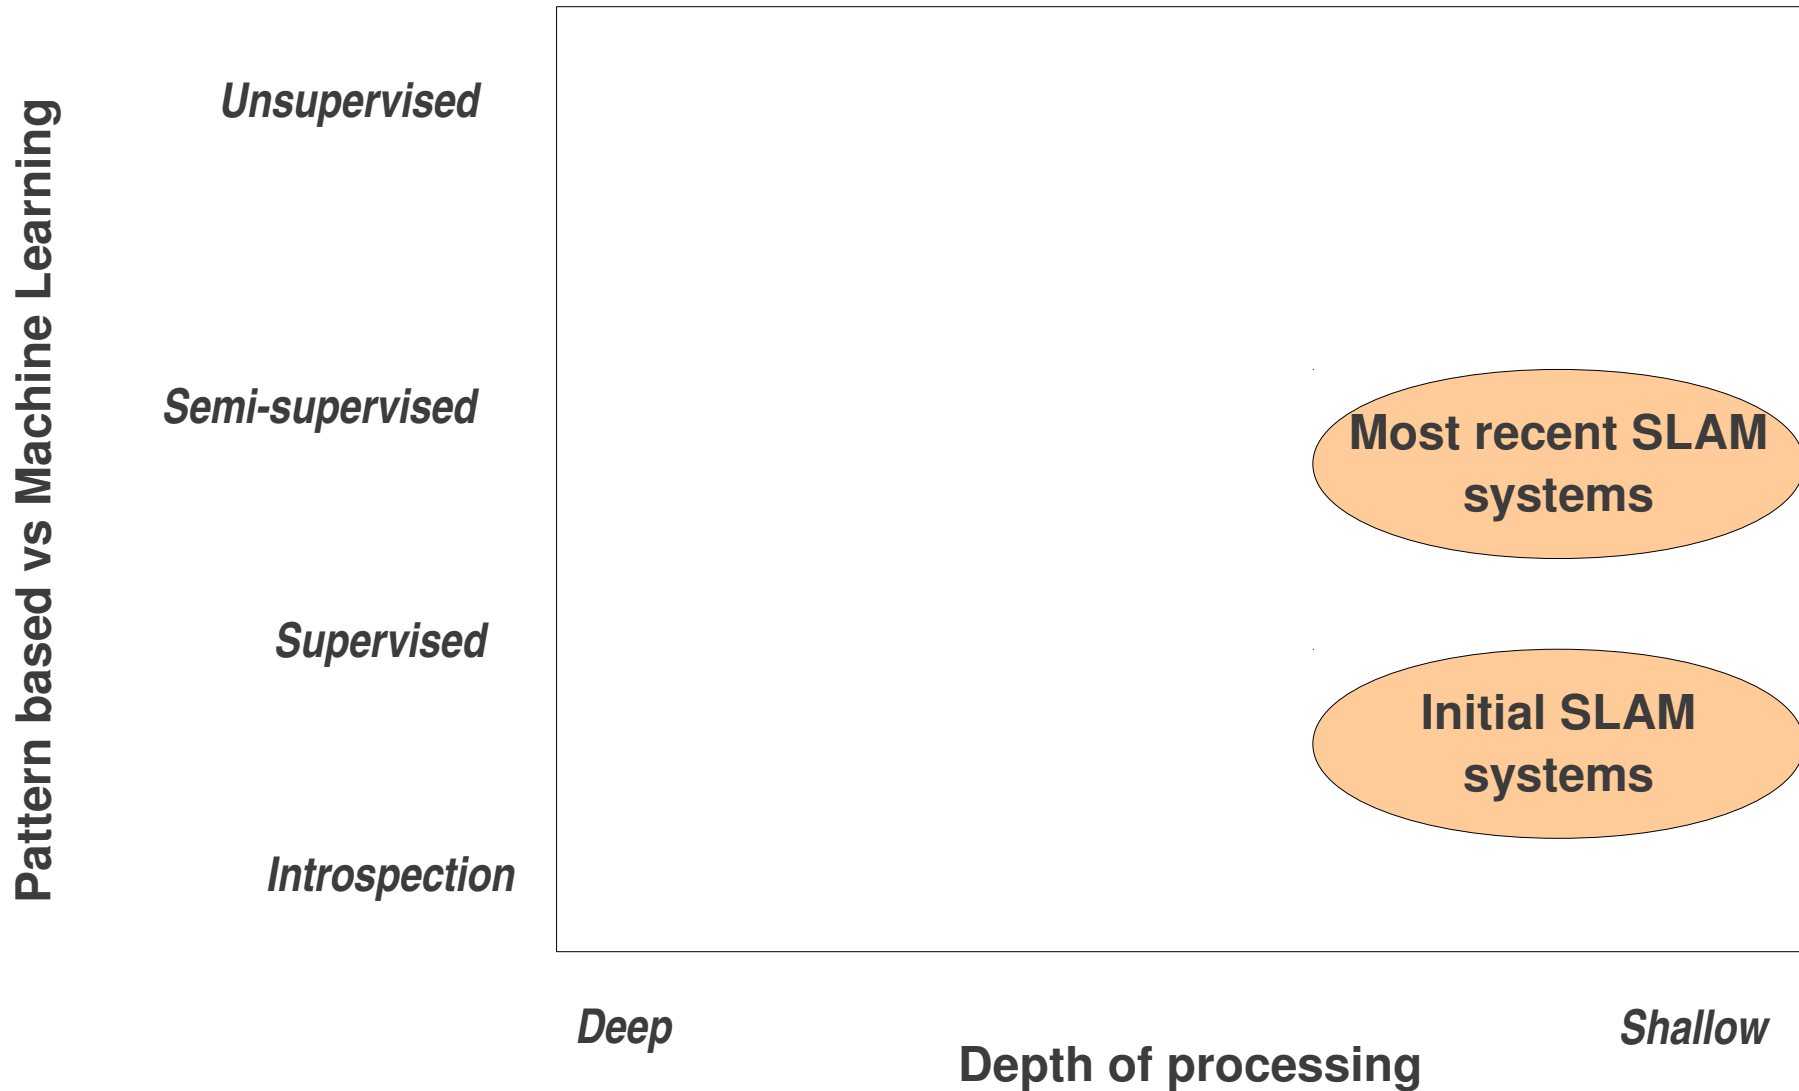 Pattern based vs Machine Learning
Unsupervised
Semi-supervised
Supervised
Introspection
Most recent SLAM
systems
Initial SLAM
systems
Deep
Shallow
Depth of processing